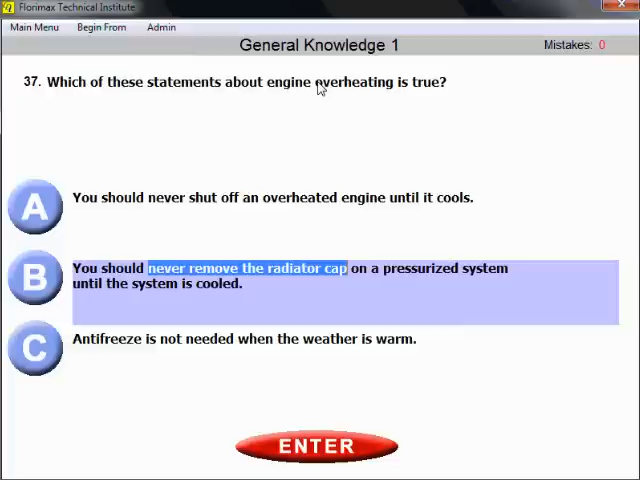 Florimax Technical Institute
Main Menu Begin From Admin
General Knowledge 1 Mistakes: 0
37. Which of these statements about engine overheating is true?
A You should never shut off an overheated engine until it cools.
B You should never remove the radiator cap on a pressurized system
until the system is cooled.
C Antifreeze is not needed when the weather is warm.
ENTER